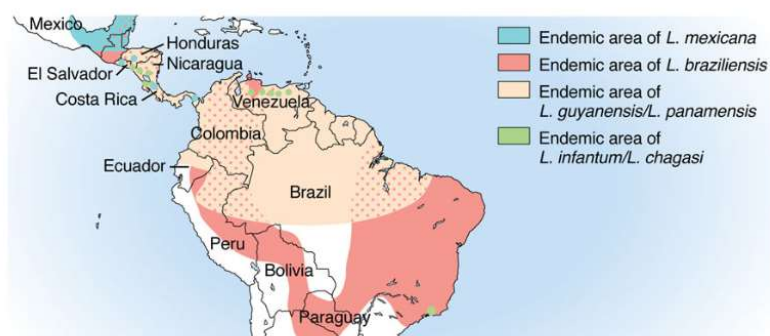 Mexico
Honduras
Nicaragua
El Salvador
Costa Rica
Venezuela
Colombia
Ecuador
Brazil
Peru
Bolivia
Paraguay
Endemic area of L. mexicana
Endemic area of L. braziliensis
Endemic area of
L. guyanensis/L. panamensis
Endemic area of
L. infantum/L. chagasi